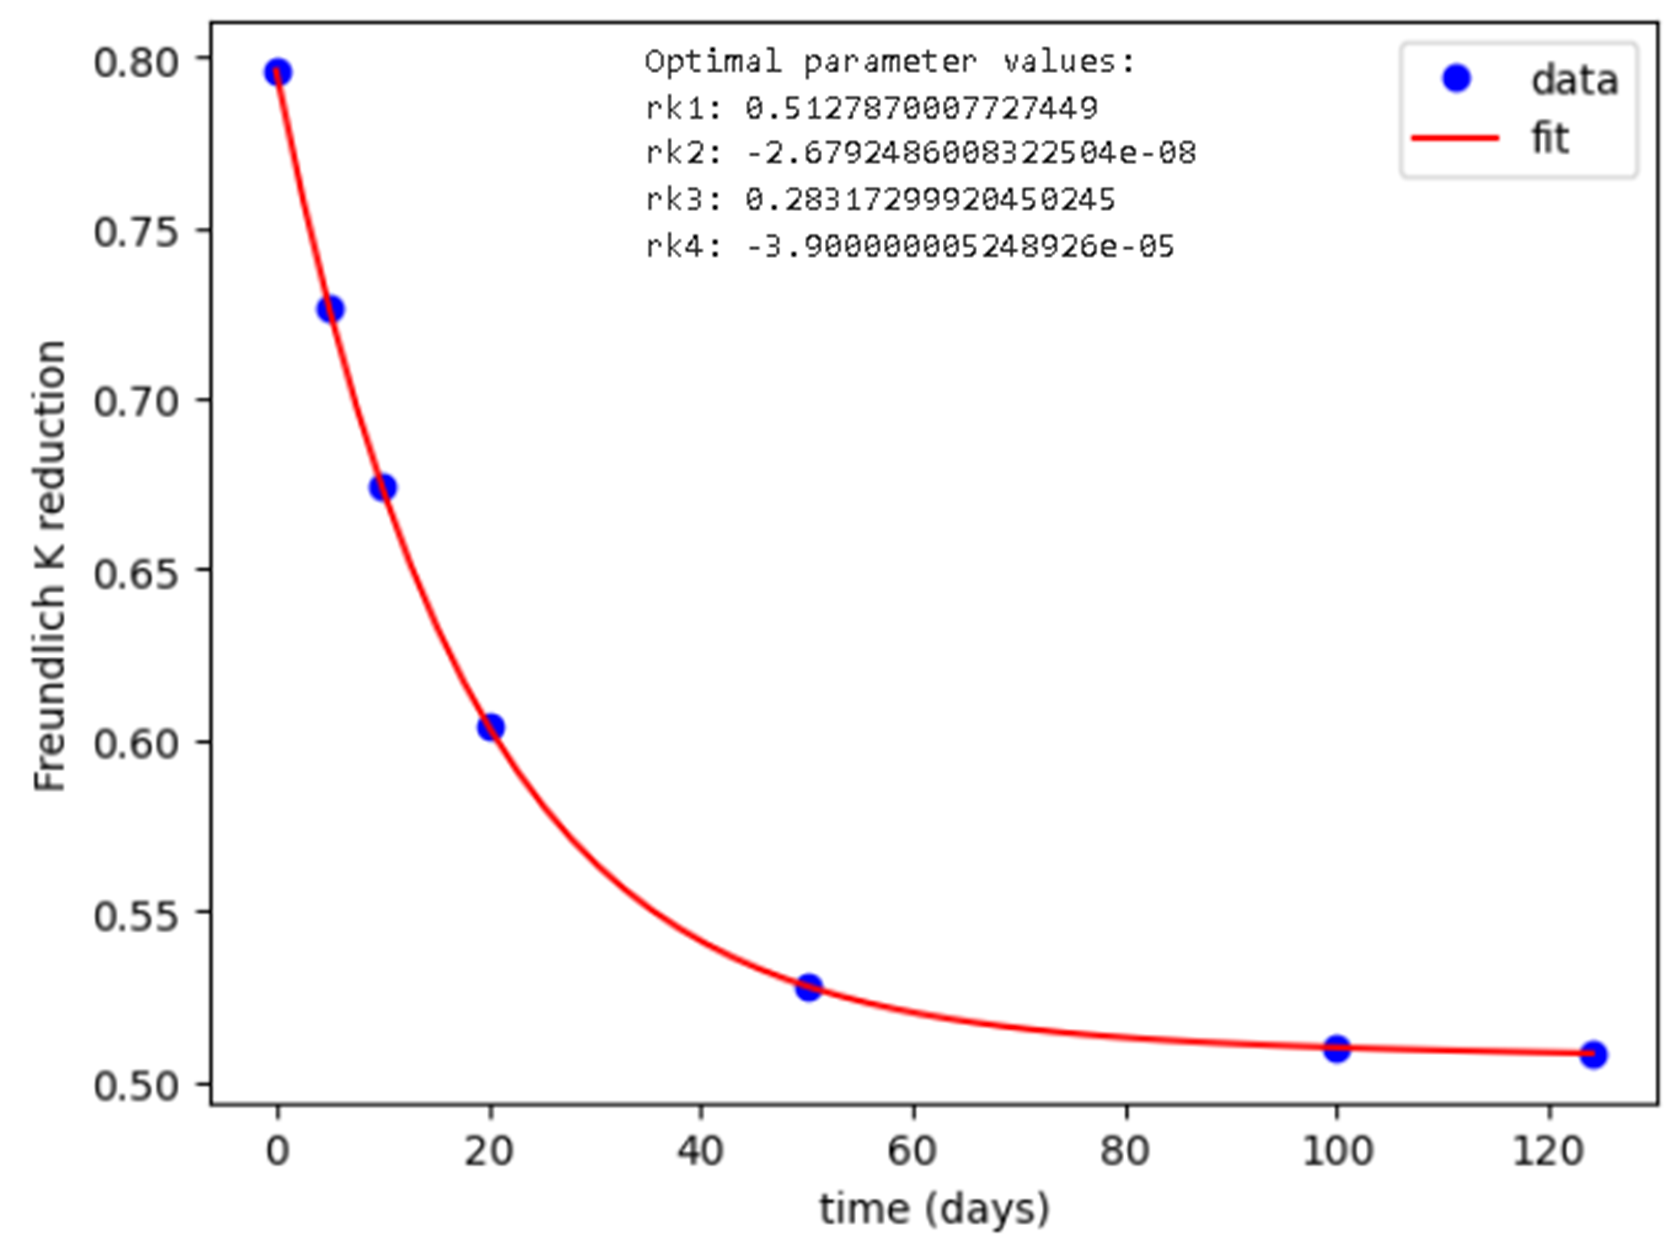 Optimal parameter values:
rk1: 0.5127870007727449
rk2: -2.6792486008322504e-08
rk3: 0.28317299920450245
rk4: -3.900000005248926e-05
data
fit
Freundlich K reduction
0.80
0.75
0.70
0.65
0.60
0.55
0.50
0
20
40
60
80
100
120
time (days)